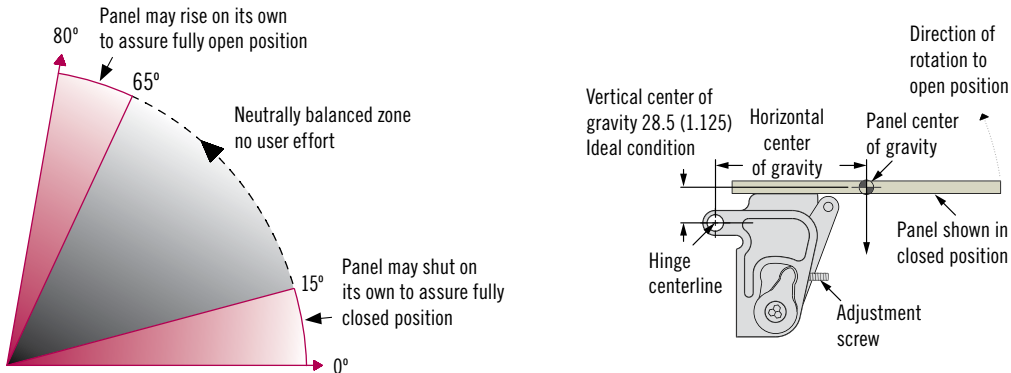 Panel may rise on its own
to assure fully open position
80º
65º
Neutrally balanced zone
no user effort
Panel may shut on
its own to assure fully
closed position
15º
0º
Direction of
rotation to
open position
Vertical center of
gravity 28.5 (1.125)
Ideal condition
Horizontal
center
of gravity
Panel center
of gravity
Panel shown in
closed position
Hinge
centerline
Adjustment
screw